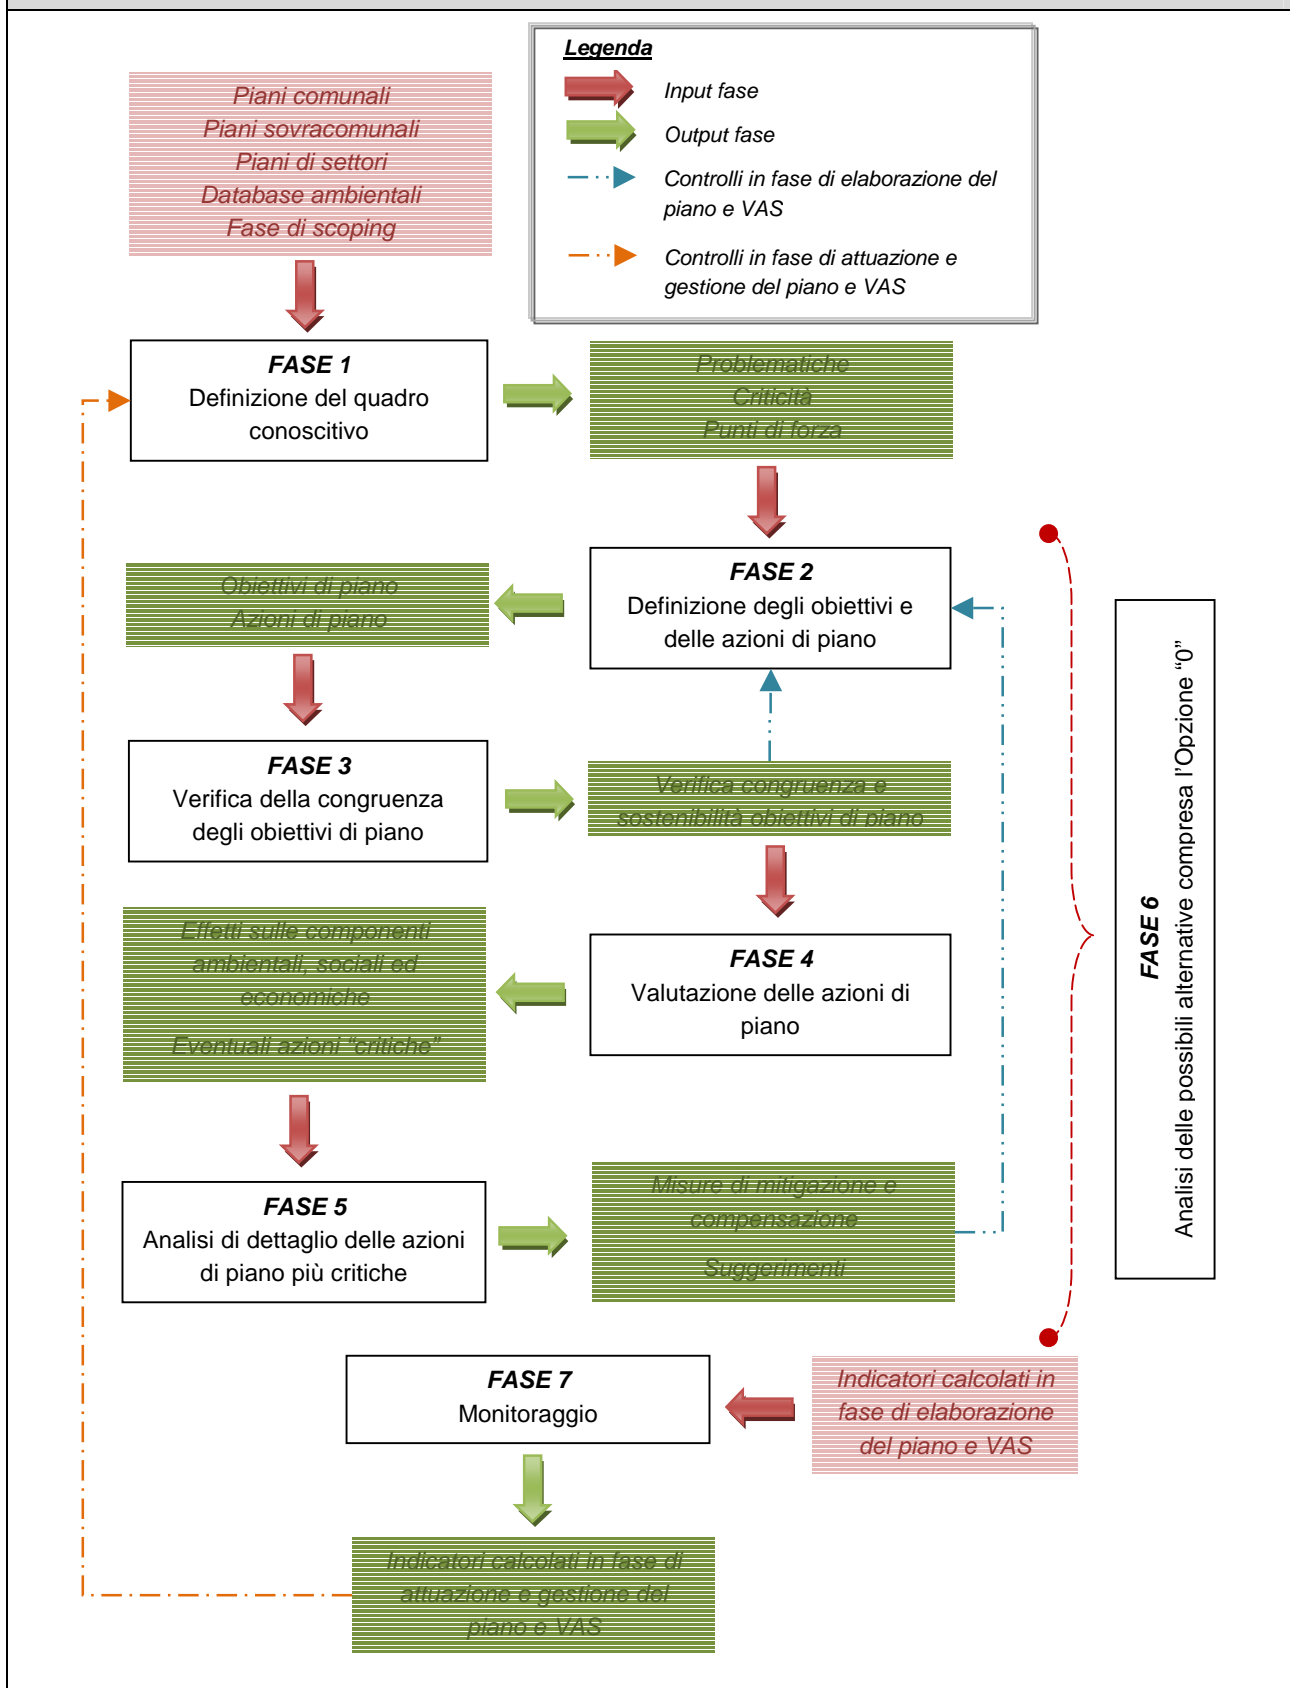 Legenda
Input fase
Output fase
Controlli in fase di elaborazione del
piano e VAS
Controlli in fase di attuazione e
gestione del piano e VAS
Piani comunali
Piani sovracomunali
Piani di settori
Database ambientali
Fase di scoping
FASE 1
Definizione del quadro
conoscitivo
Problematiche
Criticità
Punti di forza
FASE 2
Definizione degli obiettivi e
delle azioni di piano
Obiettivi di piano
Azioni di piano
FASE 3
Verifica della congruenza
degli obiettivi di piano
Verifica congruenza e
sostenibilità obiettivi di piano
FASE 4
Valutazione delle azioni di
piano
Effetti sulle componenti
ambientali, sociali ed
economiche
Eventuali azioni “critiche”
FASE 5
Analisi di dettaglio delle azioni
di piano più critiche
Misure di mitigazione e
compensazione
Suggerimenti
FASE 6
Analisi delle possibili alternative compresa l’Opzione “0”
FASE 7
Monitoraggio
Indicatori calcolati in
fase di elaborazione
del piano e VAS
Indicatori calcolati in fase di
attuazione e gestione del
piano e VAS